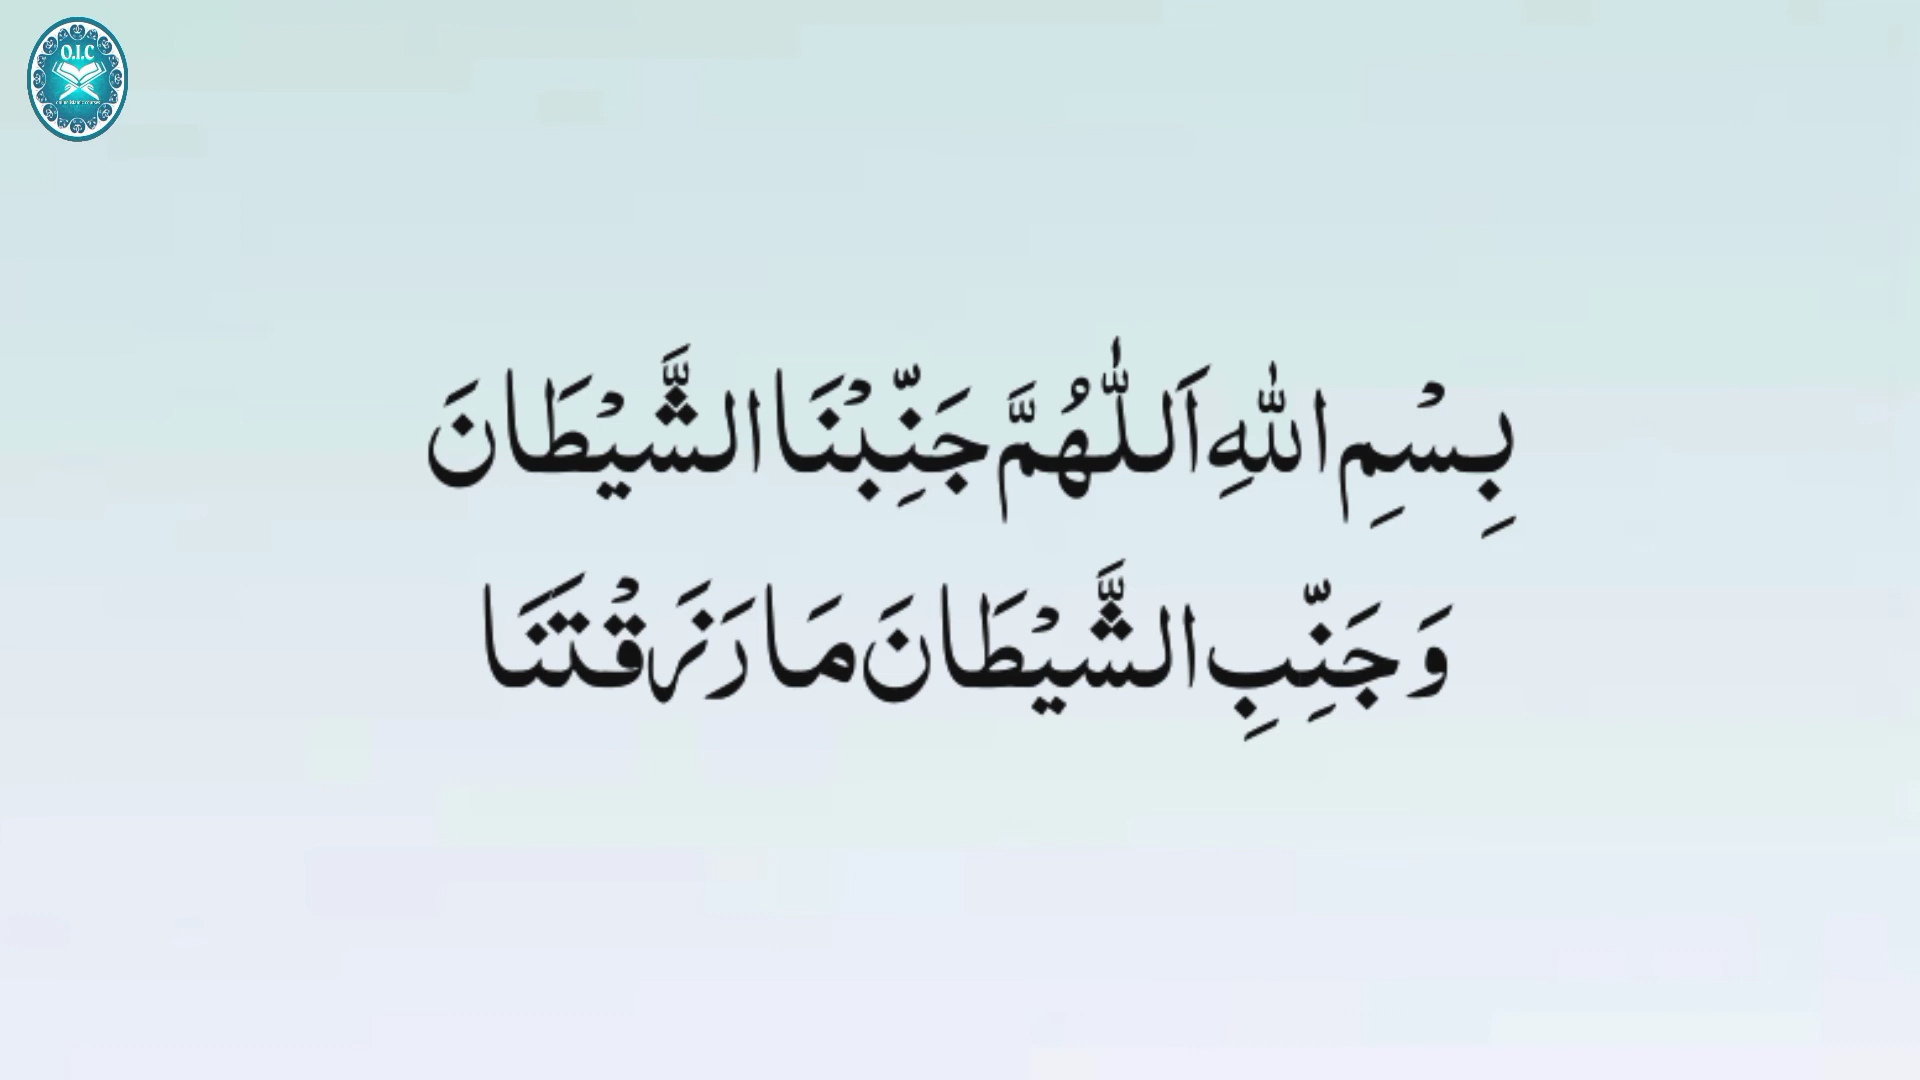 O.I.C
بِسْمِ اللّٰهِ اَللّٰهُمَّ جَنِّبْنَا الشَّيْطَانَ
وَ جَنِّبِ الشَّيْطَانَ مَا رَزَقْتَنَا